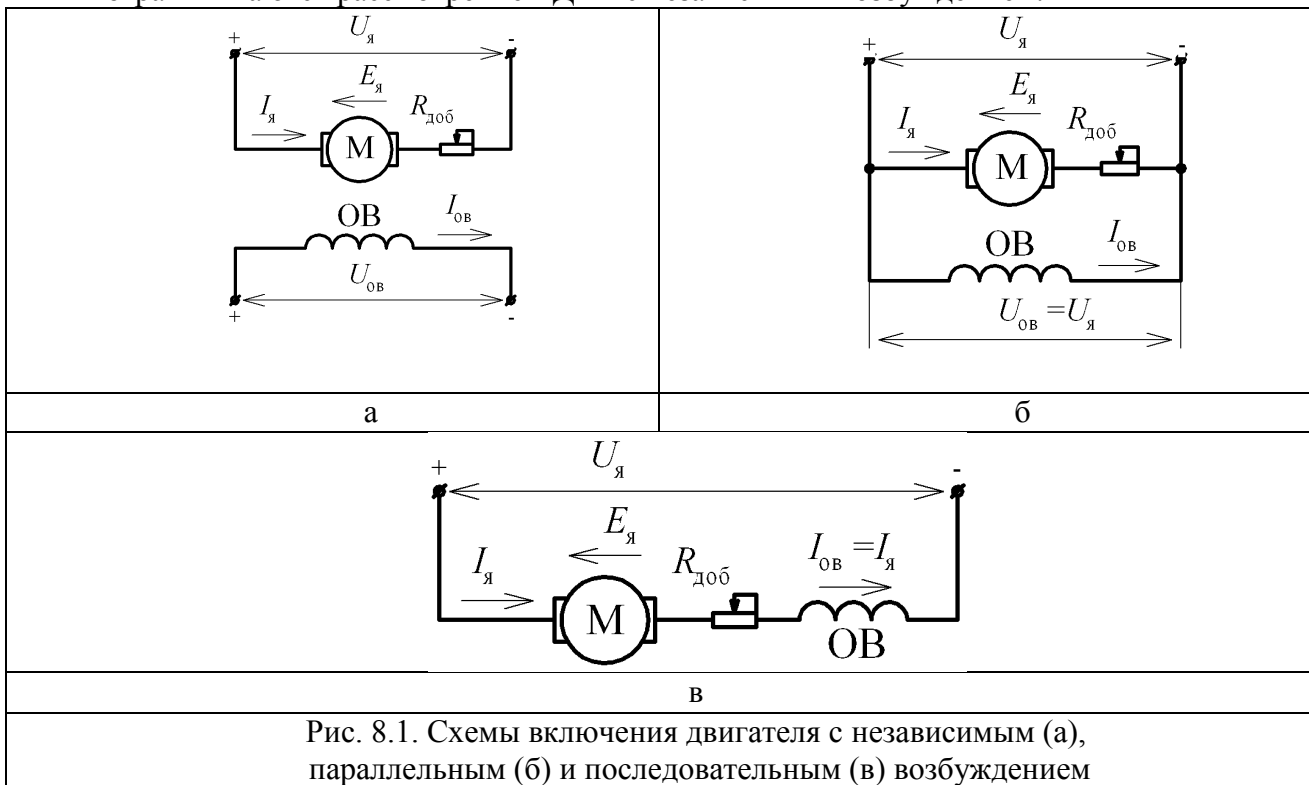 + U_я -
E_я
I_я R_доб
М
ОВ I_ов
U_ов
+ -
а
+ U_я -
E_я
I_я R_доб
М
ОВ I_ов
U_ов =U_я
б
+ U_я -
E_я I_ов =I_я
I_я R_доб
М ОВ
в
Рис. 8.1. Схемы включения двигателя с независимым (а),
параллельным (б) и последовательным (в) возбуждением